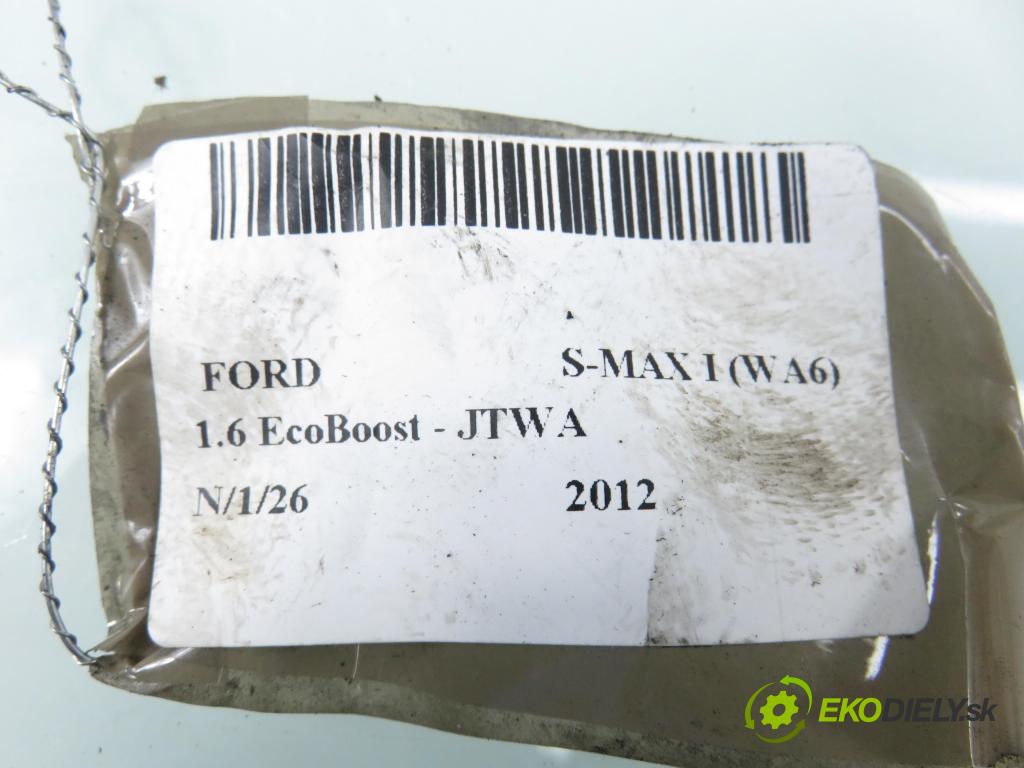 FORD S-MAX I (WA6)
1.6 EcoBoost - JTWA
N/1/26 2012
EKODIELY.sk